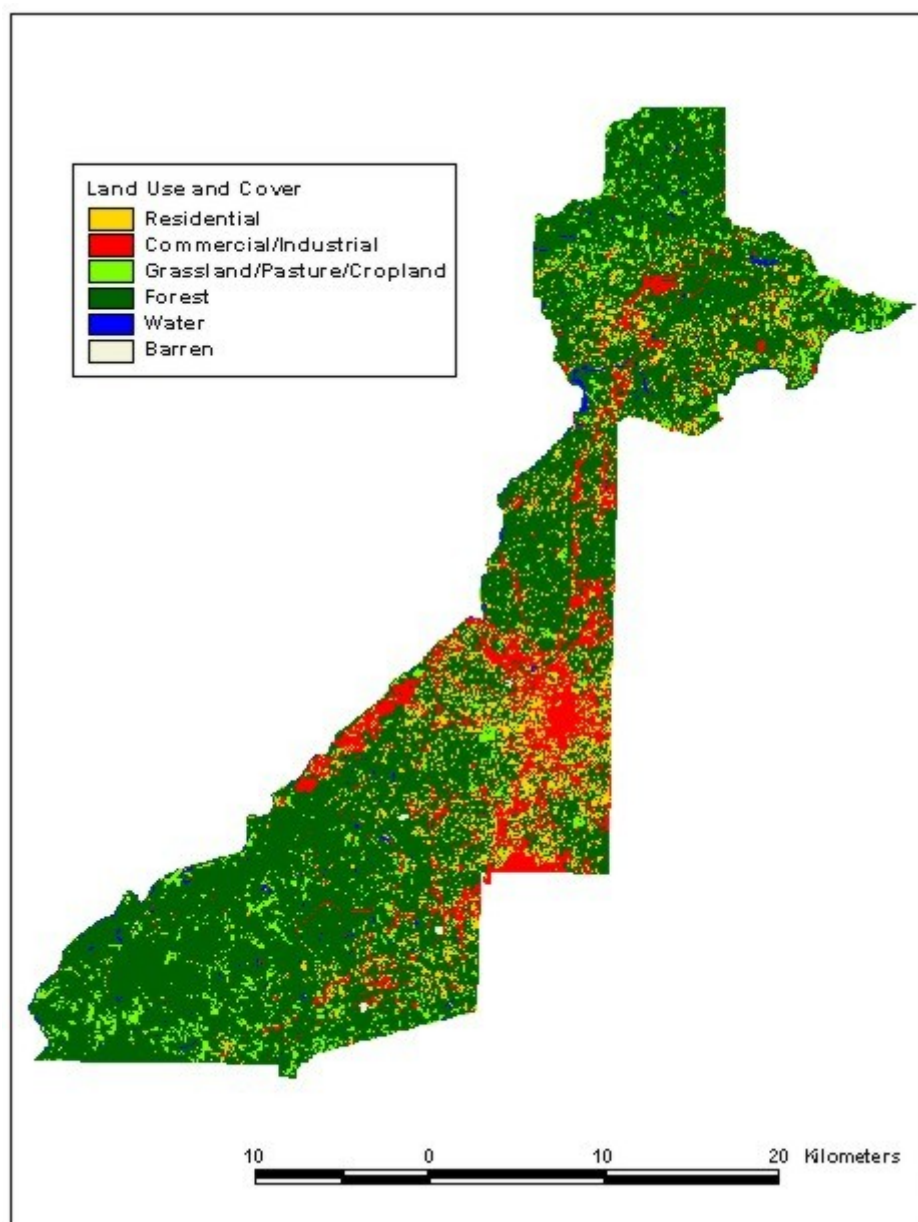 Land Use and Cover
Residential
Commercial/Industrial
Grassland/Pasture/Cropland
Forest
Water
Barren
10 0 10 20 Kilometers